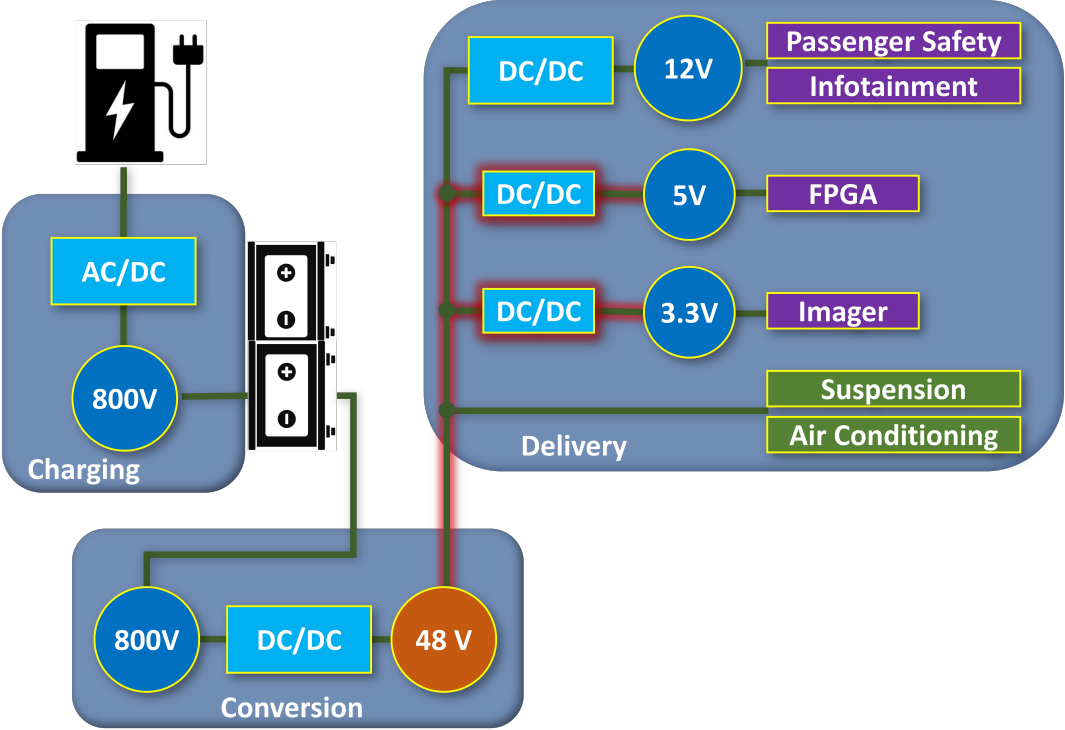 DC/DC
12V
Passenger Safety
Infotainment
DC/DC
5V
FPGA
DC/DC
3.3V
Imager
Suspension
Air Conditioning
Delivery
AC/DC
800V
Charging
800V
DC/DC
48 V
Conversion